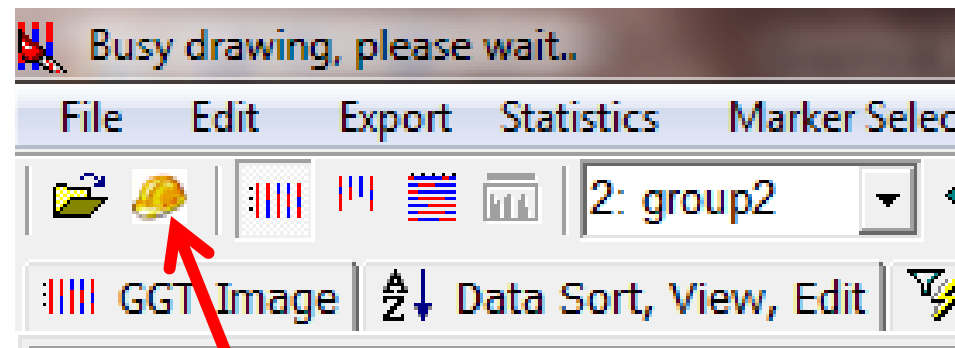 Busy drawing, please wait..
File Edit Export Statistics Marker Selec
2: group2
GGT Image Data Sort, View, Edit